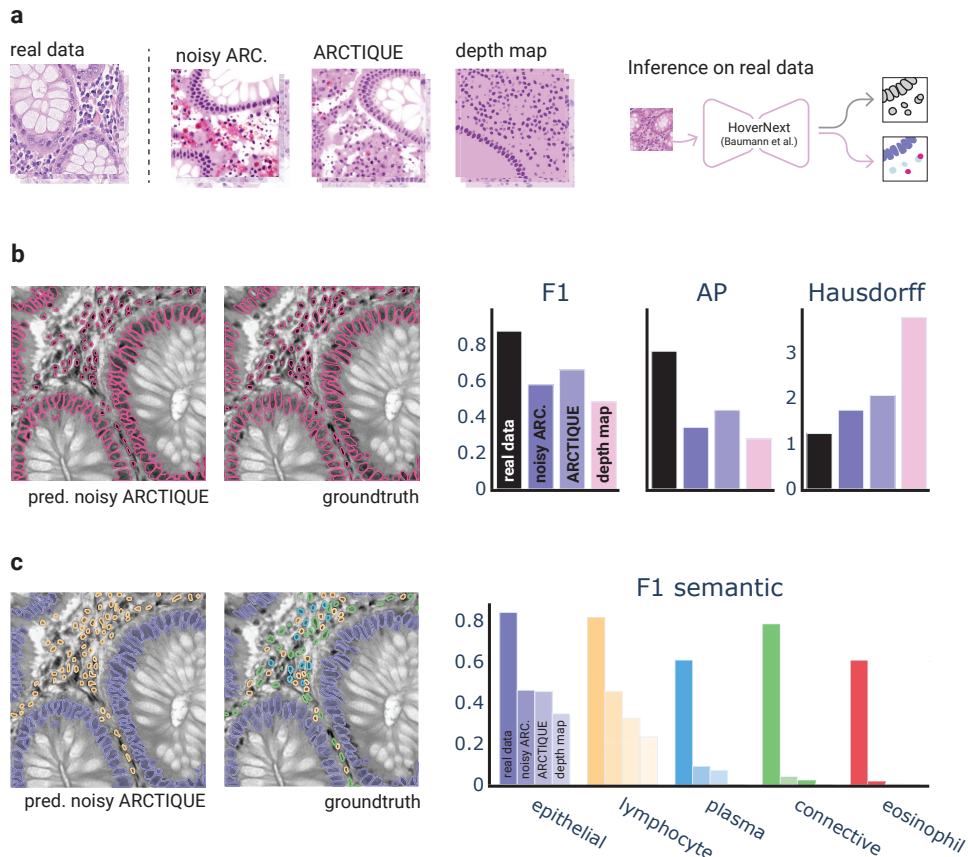 a
real data
noisy ARC.
ARCTIQUE
depth map
Inference on real data
HoverNext
(Baumann et al.)
b
pred. noisy ARCTIQUE
groundtruth
F1
0.8
0.6
0.4
0.2
0
real data
noisy ARC.
ARCTIQUE
depth map
AP
Hausdorff
3
2
1
0
c
pred. noisy ARCTIQUE
groundtruth
F1 semantic
0.8
0.6
0.4
0.2
0
real data
noisy ARC.
ARCTIQUE
depth map
epithelial
lymphocyte
plasma
connective
eosinophil